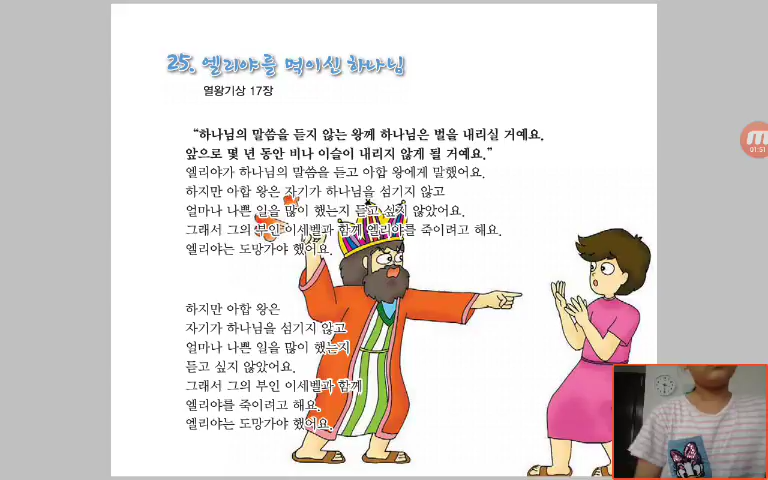 25. 엘리야를 먹이신 하나님
열왕기상 17장
“하나님의 말씀을 듣지 않는 왕께 하나님은 벌을 내리실 거예요.
앞으로 몇 년 동안 비나 이슬이 내리지 않게 될 거예요.”
엘리야가 하나님의 말씀을 듣고 아합 왕에게 말했어요.
하지만 아합 왕은 자기가 하나님을 섬기지 않고
얼마나 나쁜 일을 많이 했는지 듣고 싶지 않았어요.
그래서 그의 부인 이세벨과 함께 엘리야를 죽이려고 해요.
엘리야는 도망가야 했어요.
하지만 아합 왕은
자기가 하나님을 섬기지 않고
얼마나 나쁜 일을 많이 했는지
듣고 싶지 않았어요.
그래서 그의 부인 이세벨과 함께
엘리야를 죽이려고 해요.
엘리야는 도망가야 했어요.
m
01:51